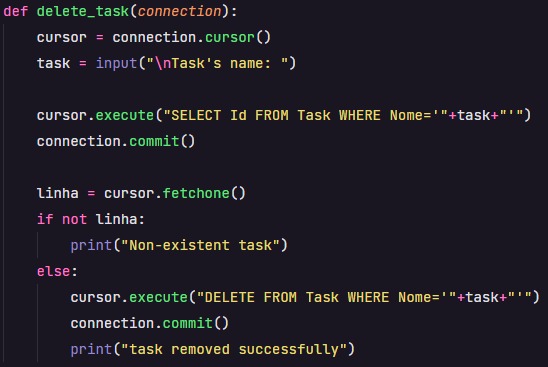 def delete_task(connection):
    cursor = connection.cursor()
    task = input("\nTask's name: ")

    cursor.execute("SELECT Id FROM Task WHERE Nome='"+task+"'")
    connection.commit()

    linha = cursor.fetchone()
    if not linha:
        print("Non-existent task")
    else:
        cursor.execute("DELETE FROM Task WHERE Nome='"+task+"'")
        connection.commit()
        print("task removed successfully")